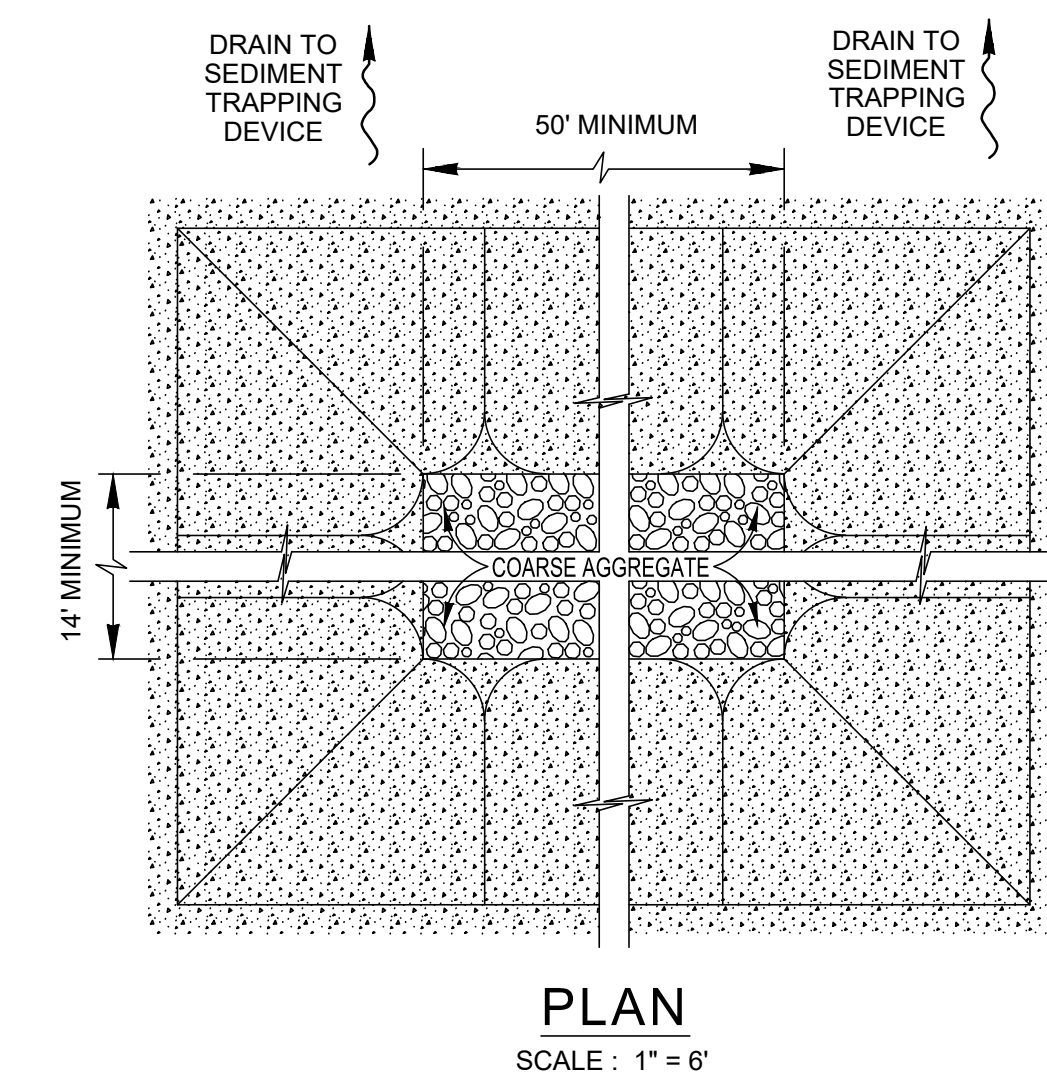 DRAIN TO
SEDIMENT
TRAPPING
DEVICE
DRAIN TO
SEDIMENT
TRAPPING
DEVICE
50' MINIMUM
14' MINIMUM
COARSE AGGREGATE
PLAN
SCALE : 1" = 6'